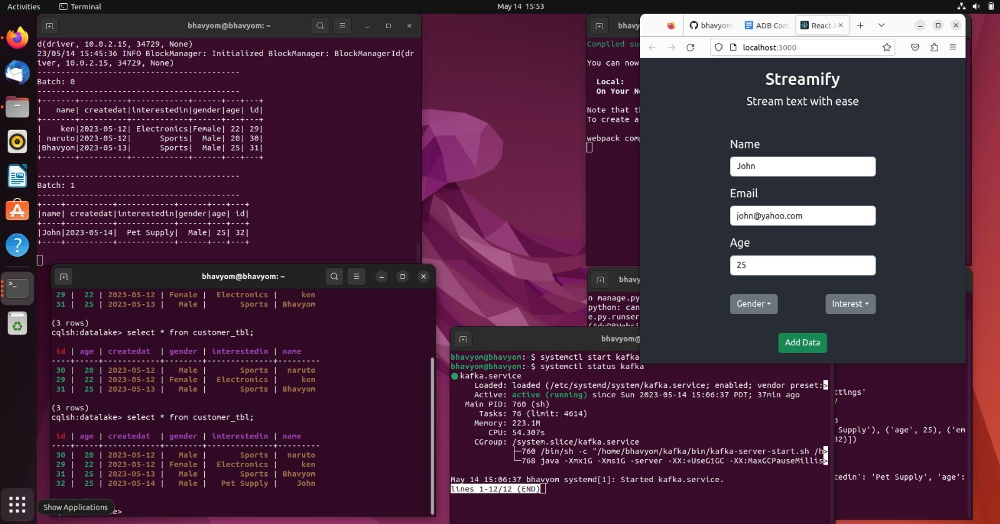 Activities Terminal May 14 15:53
bhavyom@bhavyom: ~
d(driver, 10.0.2.15, 34729, None)
23/05/14 15:45:36 INFO BlockManager: Initialized BlockManager: BlockManagerId(dr
iver, 10.0.2.15, 34729, None)
-------------------------------------------
Batch: 0
-------------------------------------------
+-------+----------+------------+------+---+---+
|   name| createdat|interestedin|gender|age| id|
+-------+----------+------------+------+---+---+
|    ken|2023-05-12| Electronics|Female| 22| 29|
| naruto|2023-05-12|      Sports|  Male| 20| 30|
|Bhavyom|2023-05-13|      Sports|  Male| 25| 31|
+-------+----------+------------+------+---+---+
-------------------------------------------
Batch: 1
-------------------------------------------
+----+----------+------------+------+---+---+
|name| createdat|interestedin|gender|age| id|
+----+----------+------------+------+---+---+
|John|2023-05-14|  Pet Supply|  Male| 25| 32|
+----+----------+------------+------+---+---+
bhavyom@bhavyom: ~
29 |  22 | 2023-05-12 | Female |  Electronics |     ken
31 |  25 | 2023-05-13 |   Male |       Sports | Bhavyom
(3 rows)
cqlsh:datalake> select * from customer_tbl;
id | age | createdat  | gender | interestedin | name
----+-----+------------+--------+--------------+---------
30 |  20 | 2023-05-12 |   Male |       Sports |  naruto
29 |  22 | 2023-05-12 | Female |  Electronics |     ken
31 |  25 | 2023-05-13 |   Male |       Sports | Bhavyom
(3 rows)
cqlsh:datalake> select * from customer_tbl;
id | age | createdat  | gender | interestedin | name
----+-----+------------+--------+--------------+---------
30 |  20 | 2023-05-12 |   Male |       Sports |  naruto
29 |  22 | 2023-05-12 | Female |  Electronics |     ken
31 |  25 | 2023-05-13 |   Male |       Sports | Bhavyom
32 |  25 | 2023-05-14 |   Male |   Pet Supply |    John
Show Applications
e>
bhavy
Compiled suc
You can now
Local:
On Your Ne
Note that th
To create a
webpack comp
bhavyo
n manage.py
python: can
e.py.runser
bhavyom@
bhavyom@bhavyom:~$ systemctl start kafka
bhavyom@bhavyom:~$ systemctl status kafka
kafka.service
Loaded: loaded (/etc/systemd/system/kafka.service; enabled; vendor preset:>
Active: active (running) since Sun 2023-05-14 15:06:37 PDT; 37min ago
Main PID: 760 (sh)
Tasks: 76 (limit: 4614)
Memory: 223.1M
CPU: 54.307s
CGroup: /system.slice/kafka.service
├─760 /bin/sh -c "/home/bhavyom/kafka/bin/kafka-server-start.sh /h>
└─768 java -Xmx1G -Xms1G -server -XX:+UseG1GC -XX:MaxGCPauseMillis>
May 14 15:06:37 bhavyom systemd[1]: Started kafka.service.
lines 1-12/12 (END)
ttings'
Supply'), ('age', 25), ('em
32)])
tedin': 'Pet Supply', 'age':
bhavyom ADB Com React A
localhost:3000
Streamify
Stream text with ease
Name
John
Email
john@yahoo.com
Age
25
Gender Interest
Add Data